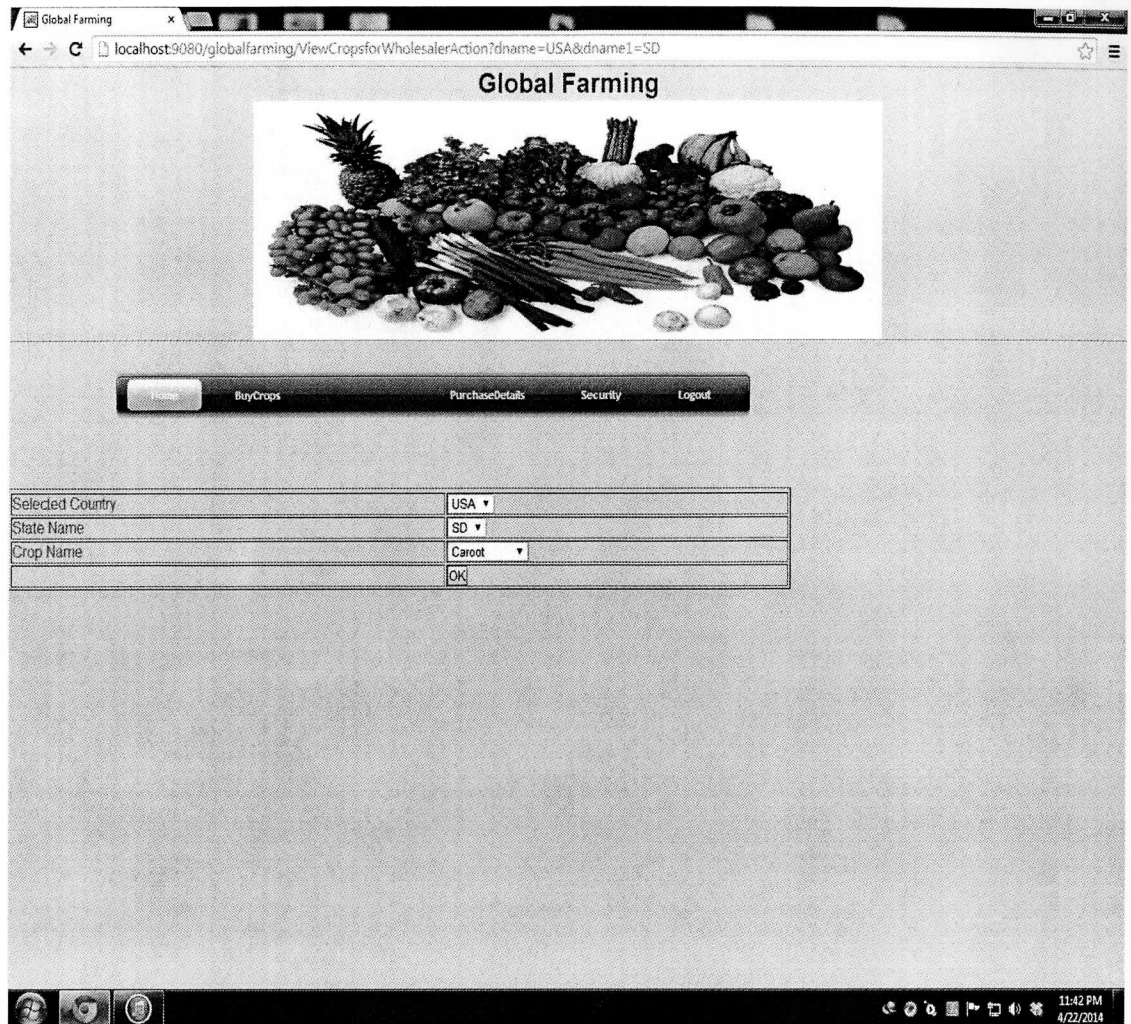 Global Farming
localhost:9080/globalfarming/ViewCropsforWholesalerAction?dname=USA&dname1=SD
Global Farming
Home BuyCrops PurchaseDetails Security Logout
Selected Country USA
State Name SD
Crop Name Caroot
OK
11:42 PM
4/22/2014